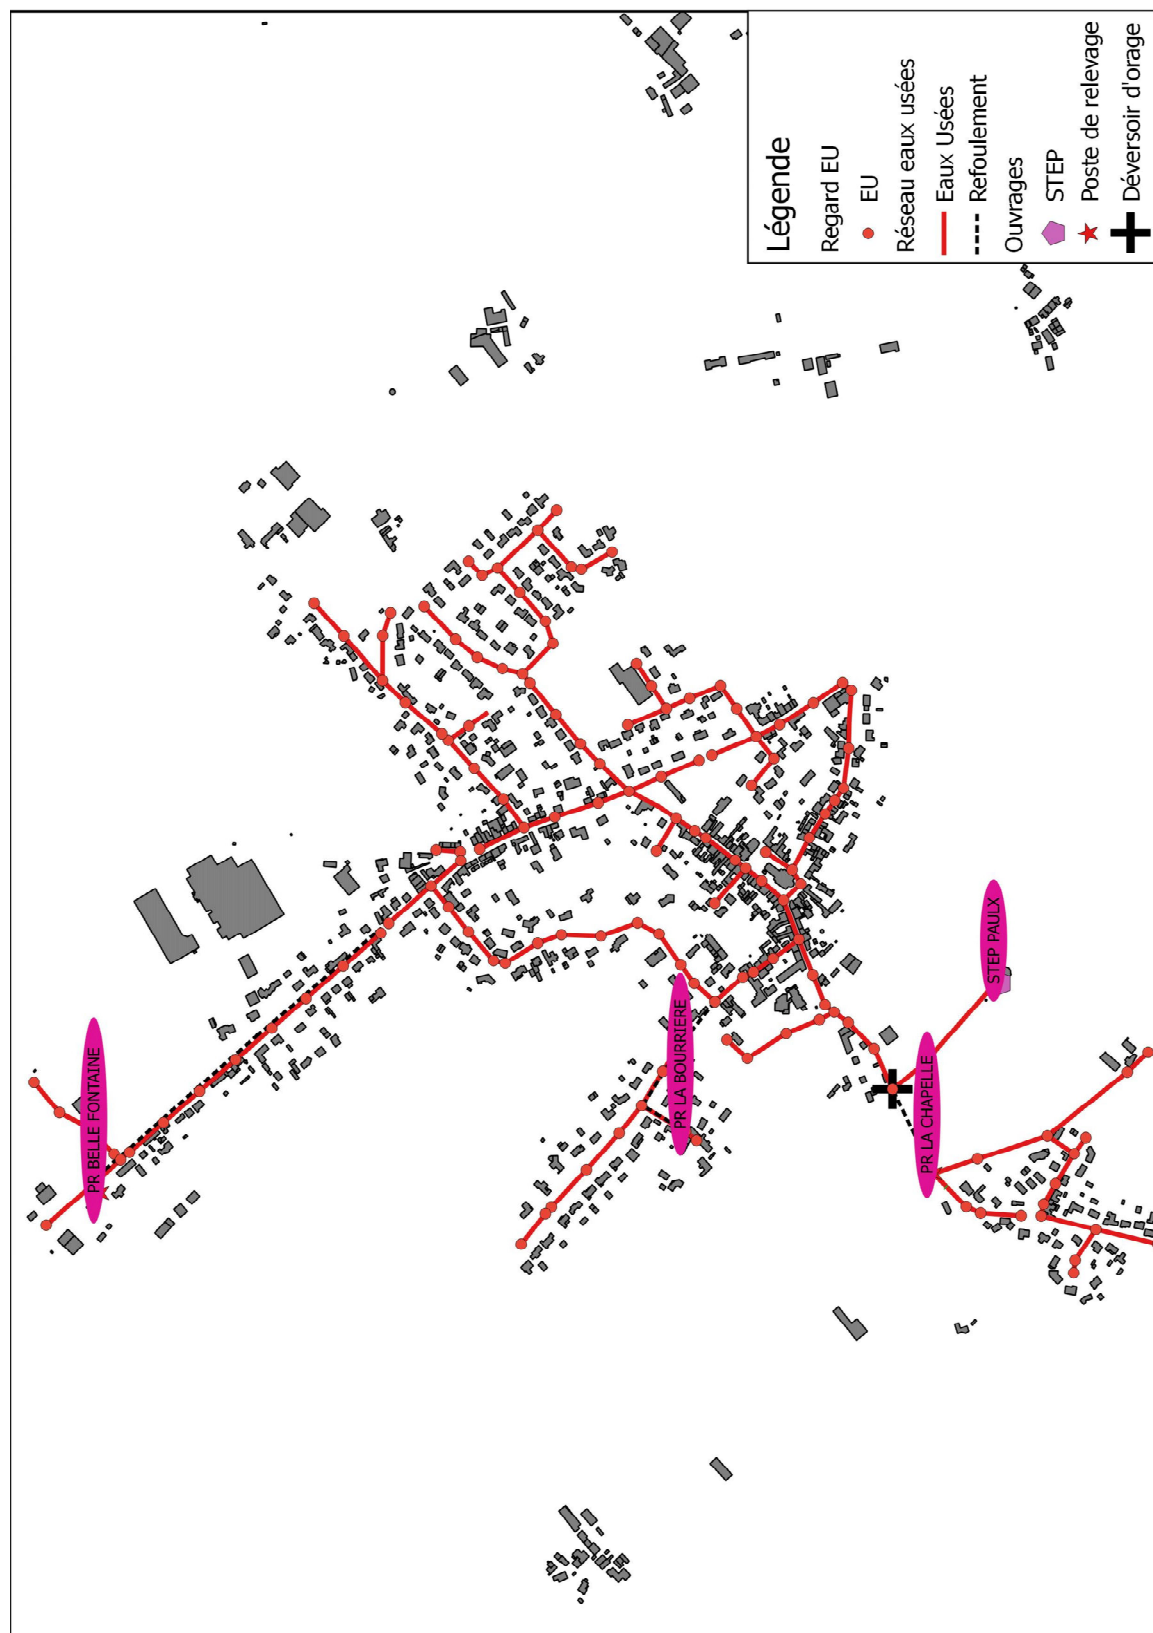 PR BELLE FONTAINE
PR LA BOURRIERE
PR LA CHAPELLE
STEP PAULX
Légende
Regard EU
EU
Réseau eaux usées
Eaux Usées
Refoulement
Ouvrages
STEP
Poste de relevage
Déversoir d'orage